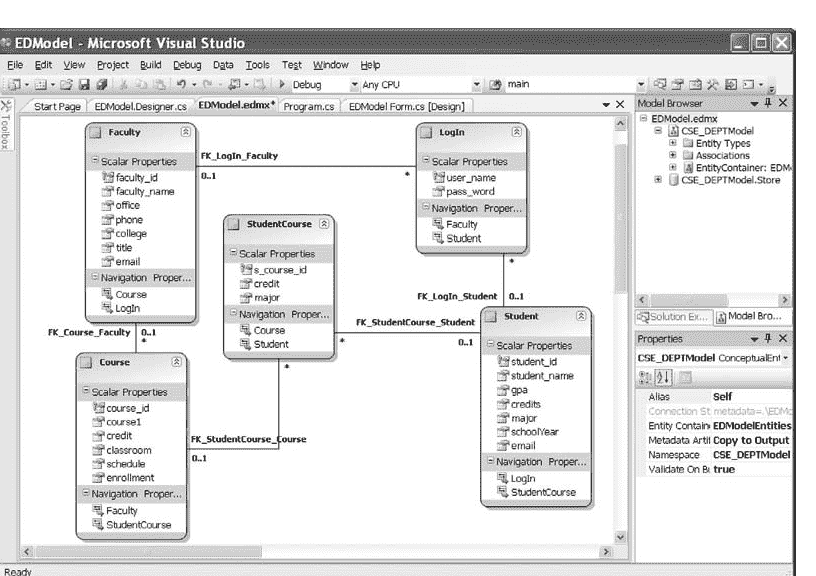 EDModel - Microsoft Visual Studio
File Edit View Project Build Debug Data Tools Test Window Help
Debug Any CPU main
Toolbox
Start Page EDModel.Designer.cs EDModel.edmx* Program.cs EDModel Form.cs [Design]
Faculty
Scalar Properties
faculty_id
faculty_name
office
phone
college
title
email
Navigation Proper...
Course
LogIn
FK_LogIn_Faculty
0..1
*
LogIn
Scalar Properties
user_name
pass_word
Navigation Proper...
Faculty
Student
StudentCourse
Scalar Properties
s_course_id
credit
major
Navigation Proper...
Course
Student
*
FK_LogIn_Student 0..1
FK_StudentCourse_Student
*
0..1
Student
Scalar Properties
student_id
student_name
gpa
credits
major
schoolYear
email
Navigation Proper...
LogIn
StudentCourse
FK_Course_Faculty 0..1
*
Course
Scalar Properties
course_id
course1
credit
classroom
schedule
enrollment
Navigation Proper...
Faculty
StudentCourse
*
FK_StudentCourse_Course
0..1
Model Browser
EDModel.edmx
CSE_DEPTModel
Entity Types
Associations
EntityContainer: EDM
CSE_DEPTModel.Store
Solution Ex... Model Bro...
Properties
CSE_DEPTModel ConceptualEnt
Alias Self
Connection St metadata=.\EDMo
Entity Contain EDModelEntities
Metadata Artif Copy to Output
Namespace CSE_DEPTModel
Validate On Bu true
Ready